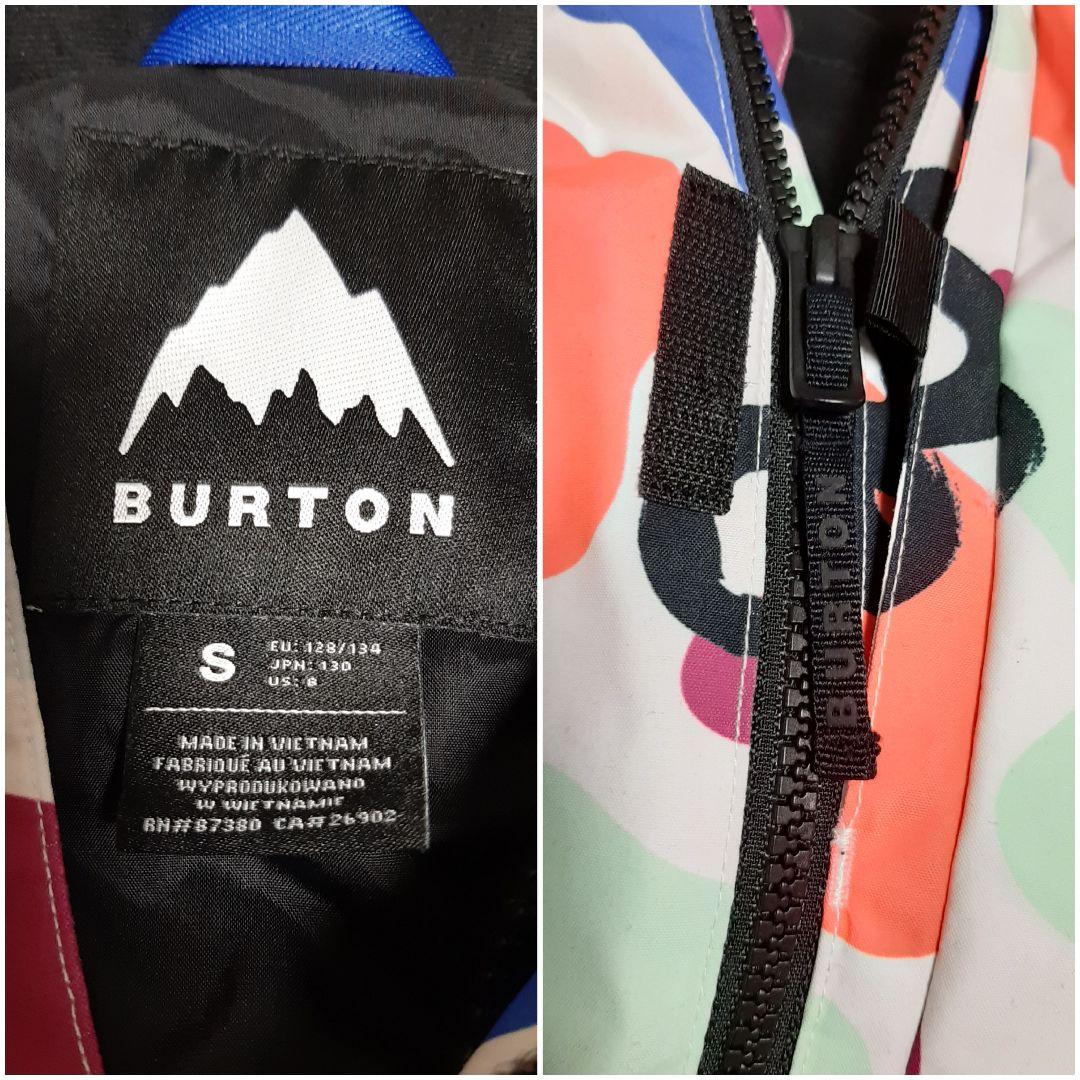 BURTON
S
EU: 128/134
JPN: 130
US: 8
MADE IN VIETNAM
FABRIQUÉ AU VIETNAM
WYPRODUKOWANO
W WIETNAMIE
RN#87380 CA#26902
BURTON